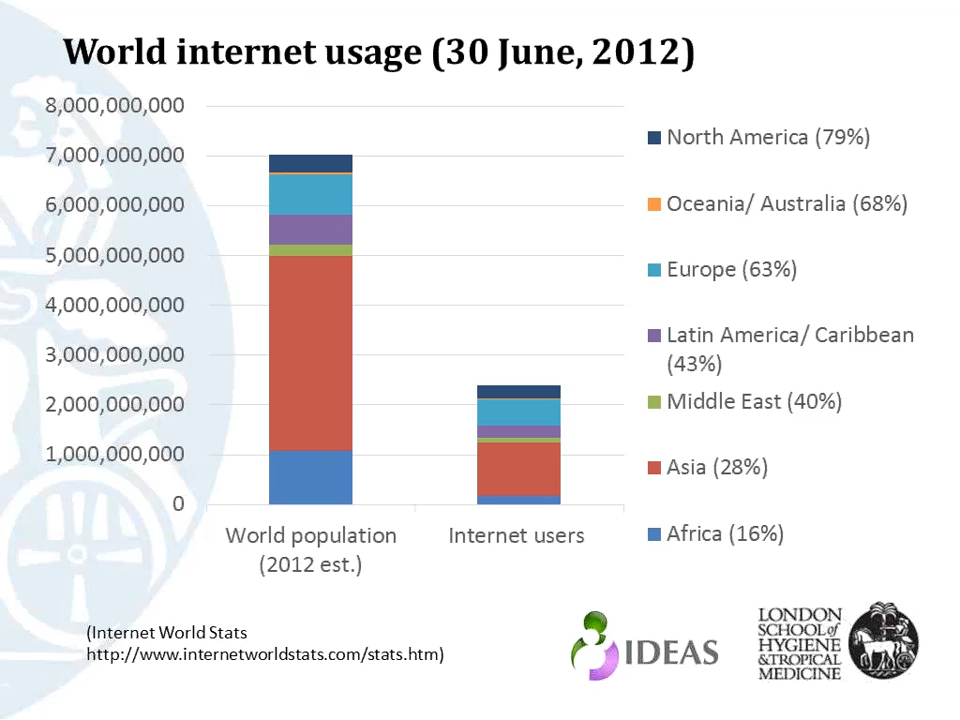 World internet usage (30 June, 2012)
8,000,000,000
7,000,000,000
6,000,000,000
5,000,000,000
4,000,000,000
3,000,000,000
2,000,000,000
1,000,000,000
0
World population
(2012 est.)
Internet users
North America (79%)
Oceania/ Australia (68%)
Europe (63%)
Latin America/ Caribbean
(43%)
Middle East (40%)
Asia (28%)
Africa (16%)
(Internet World Stats
http://www.internetworldstats.com/stats.htm)
IDEAS
LONDON
SCHOOL of
HYGIENE
&TROPICAL
MEDICINE